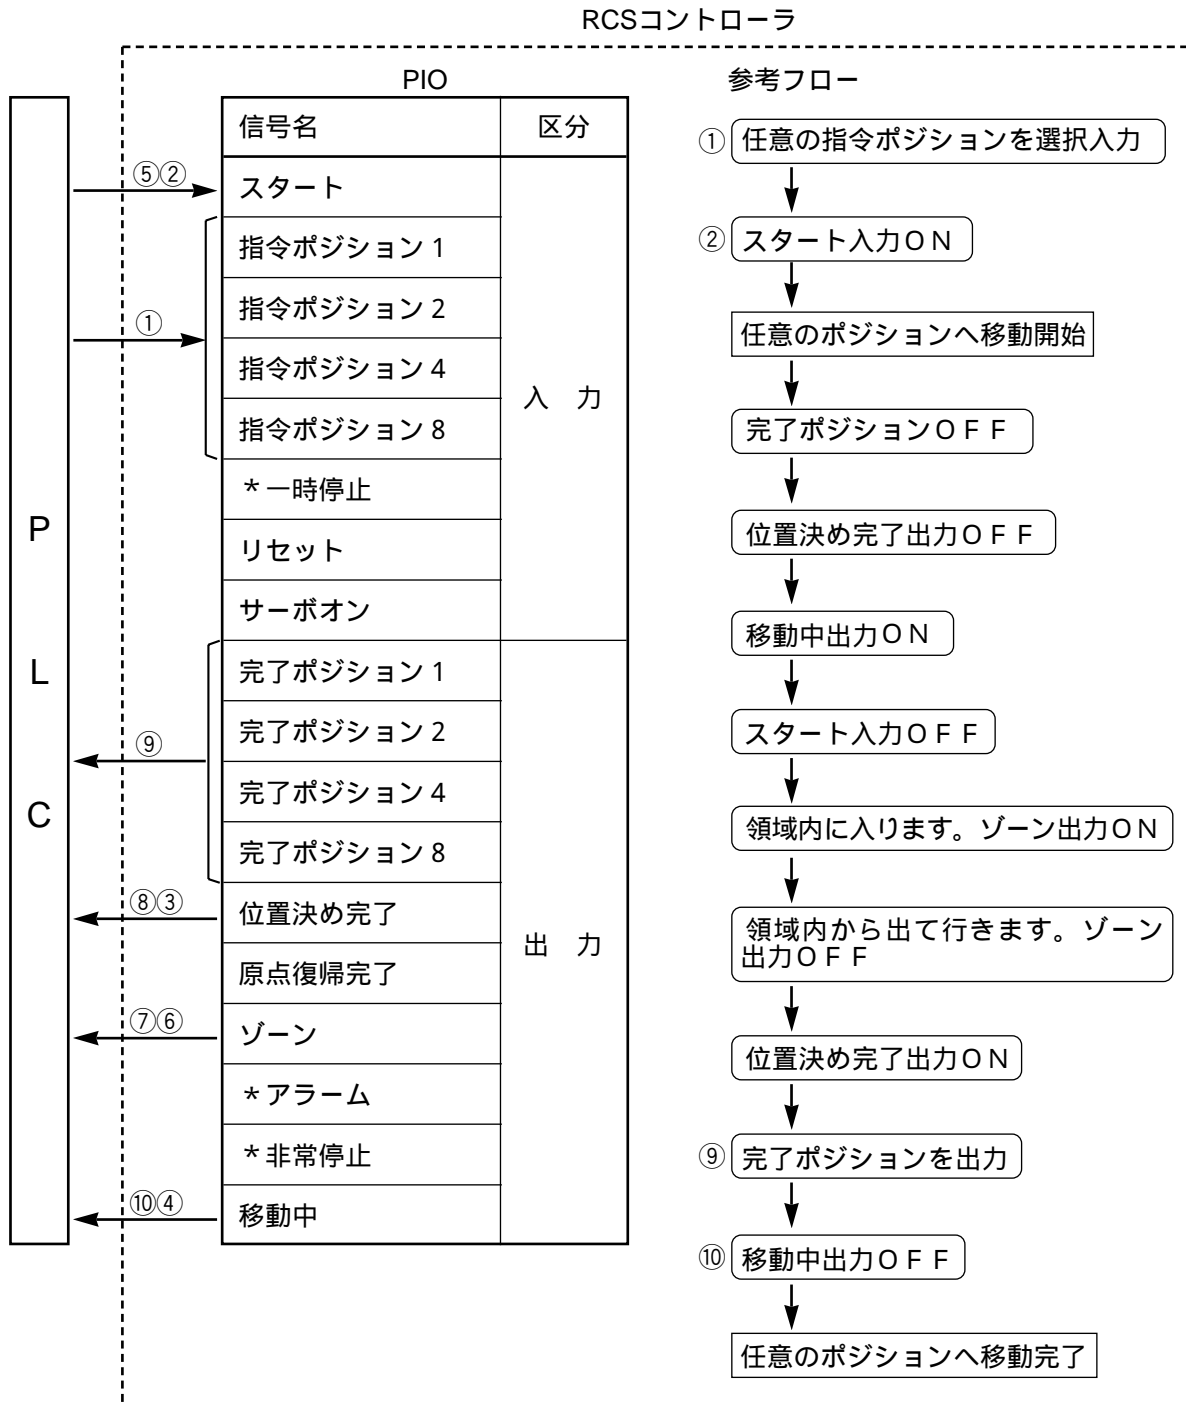 RCSコントローラ
PIO
信号名 区分
⑤② スタート
指令ポジション 1
指令ポジション 2
① 
指令ポジション 4
指令ポジション 8
入 力
＊一時停止
リセット
サーボオン
完了ポジション 1
完了ポジション 2
⑨
完了ポジション 4
完了ポジション 8
⑧③ 位置決め完了
出 力
原点復帰完了
⑦⑥ ゾーン
＊アラーム
＊非常停止
⑩④ 移動中
P
L
C
参考フロー
① 任意の指令ポジションを選択入力
② スタート入力ＯＮ
任意のポジションへ移動開始
完了ポジションＯＦＦ
位置決め完了出力ＯＦＦ
移動中出力ＯＮ
スタート入力ＯＦＦ
領域内に入ります。ゾーン出力ＯＮ
領域内から出て行きます。ゾーン
出力ＯＦＦ
位置決め完了出力ＯＮ
⑨ 完了ポジションを出力
⑩ 移動中出力ＯＦＦ
任意のポジションへ移動完了